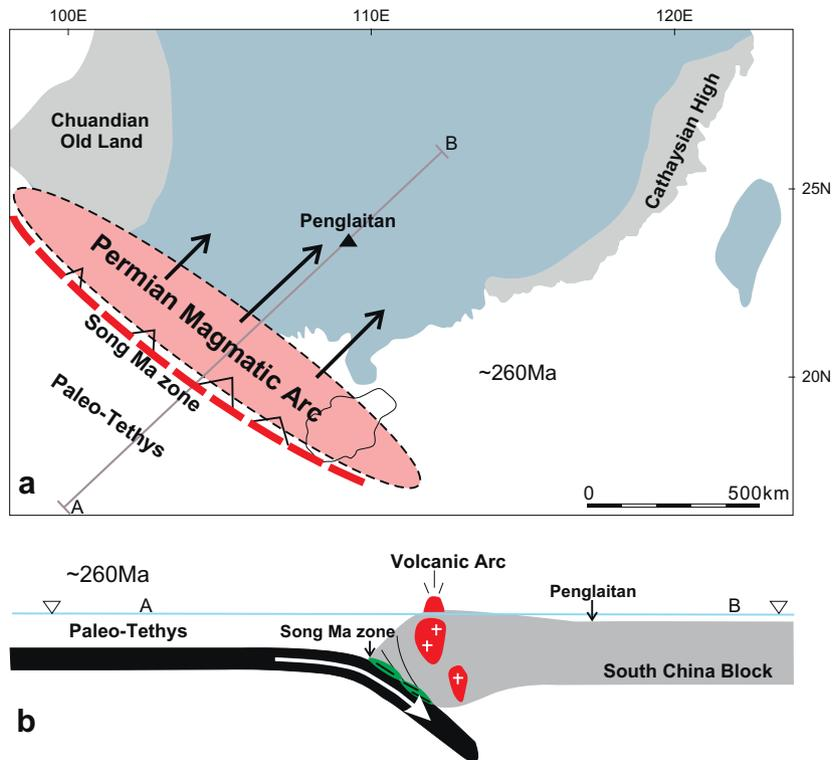 100E
110E
120E
Chuandian
Old Land
Cathaysian High
B
25N
Penglaitan
Permian Magmatic Arc
Song Ma zone
Paleo-Tethys
~260Ma
20N
a
A
0
500km
~260Ma
Volcanic Arc
A
Penglaitan
B
Paleo-Tethys
Song Ma zone
South China Block
b